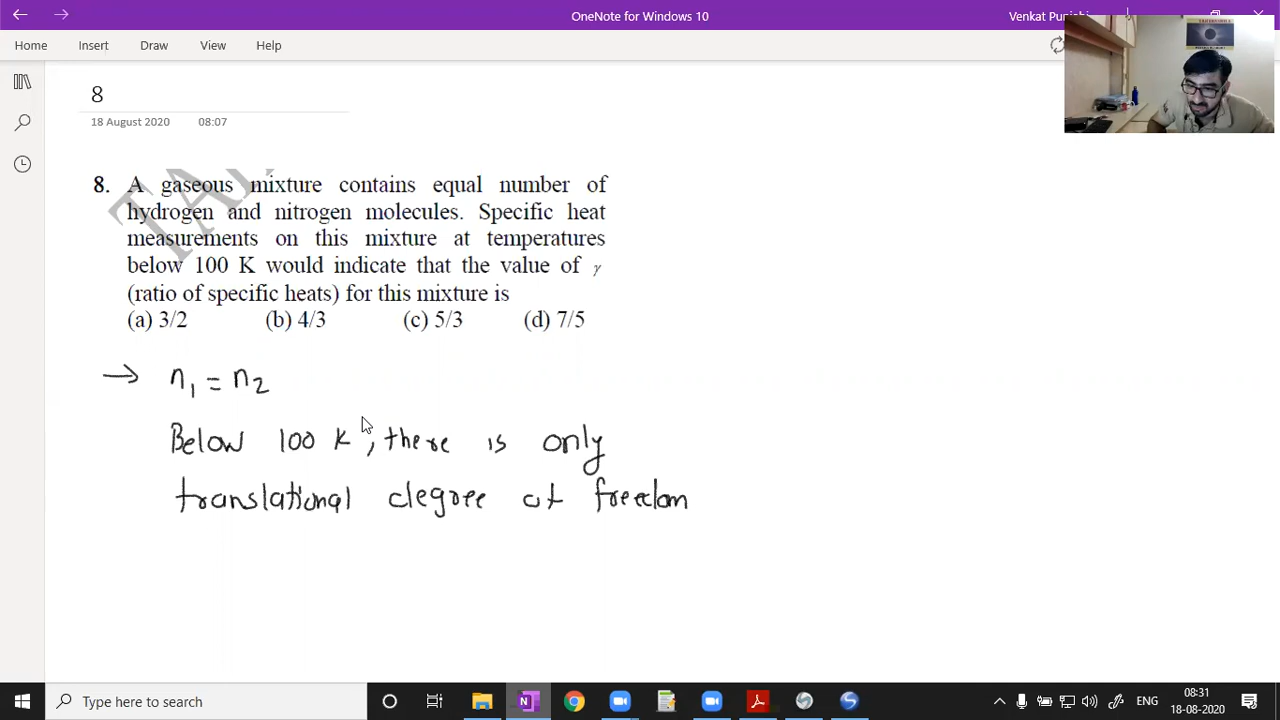 OneNote for Windows 10
Home Insert Draw View Help
8
18 August 2020 08:07
8. A gaseous mixture contains equal number of
hydrogen and nitrogen molecules. Specific heat
measurements on this mixture at temperatures
below 100 K would indicate that the value of γ
(ratio of specific heats) for this mixture is
(a) 3/2 (b) 4/3 (c) 5/3 (d) 7/5
→ n₁ = n₂
Below 100 K, there is only
translational degree of freedom
Type here to search
ENG
08:31
18-08-2020